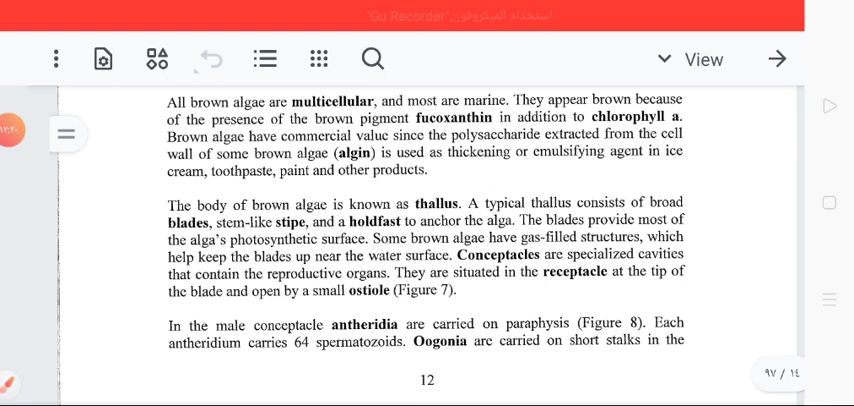 استخدام الميكروفون,"Gu Recorder"
View
All brown algae are multicellular, and most are marine. They appear brown because
of the presence of the brown pigment fucoxanthin in addition to chlorophyll a.
Brown algae have commercial value since the polysaccharide extracted from the cell
wall of some brown algae (algin) is used as thickening or emulsifying agent in ice
cream, toothpaste, paint and other products.
The body of brown algae is known as thallus. A typical thallus consists of broad
blades, stem-like stipe, and a holdfast to anchor the alga. The blades provide most of
the alga's photosynthetic surface. Some brown algae have gas-filled structures, which
help keep the blades up near the water surface. Conceptacles are specialized cavities
that contain the reproductive organs. They are situated in the receptacle at the tip of
the blade and open by a small ostiole (Figure 7).
In the male conceptacle antheridia are carried on paraphysis (Figure 8). Each
antheridium carries 64 spermatozoids. Oogonia are carried on short stalks in the
12
٩٧ / ١٤